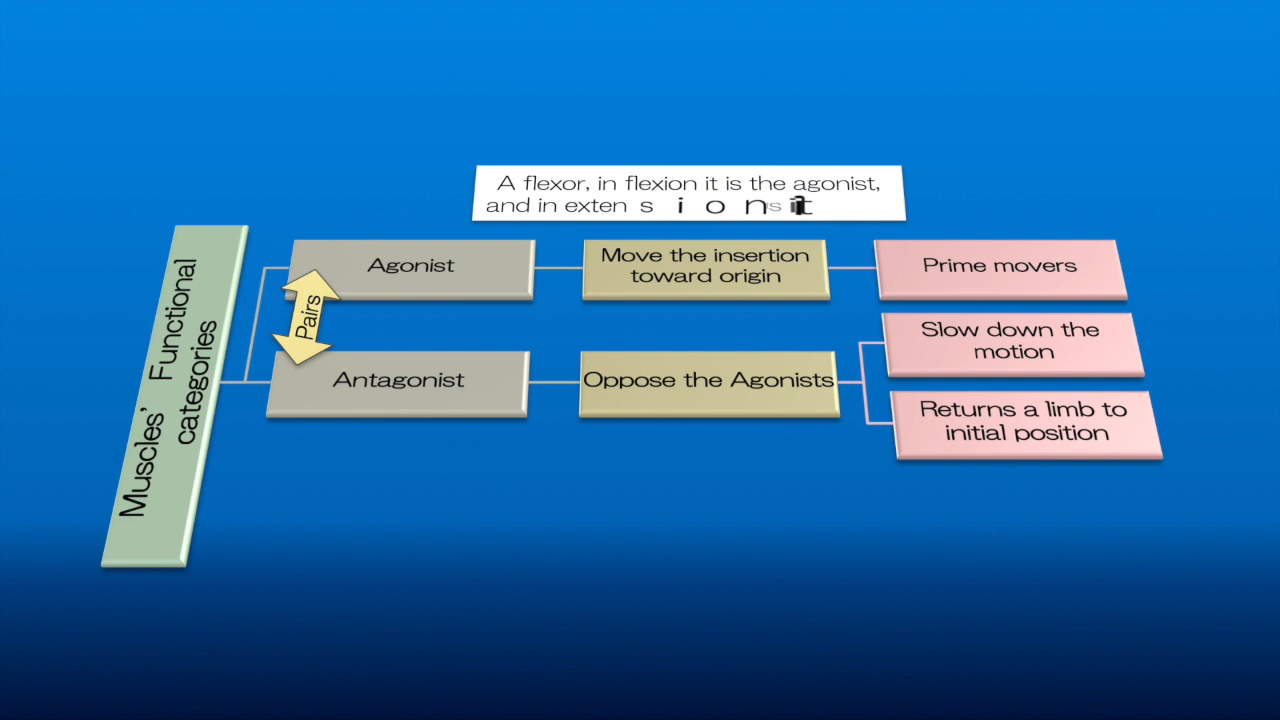 A flexor, in flexion it is the agonist,
and in extension
Muscles' Functional
categories
Pairs
Agonist
Move the insertion
toward origin
Prime movers
Antagonist
Oppose the Agonists
Slow down the
motion
Returns a limb to
initial position